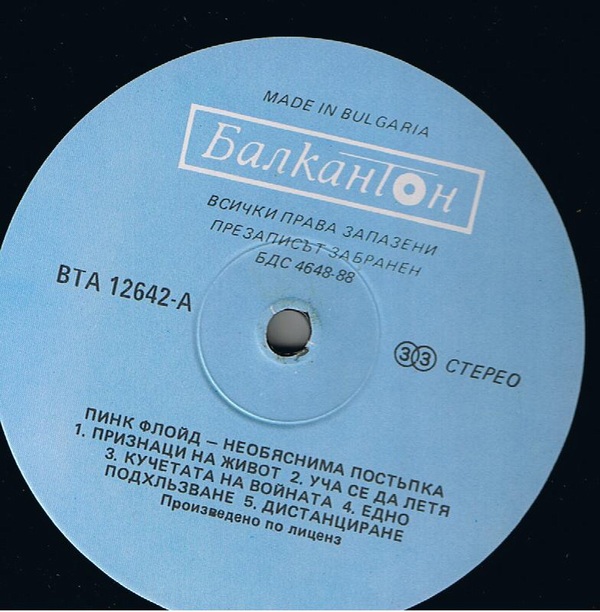 MADE IN BULGARIA
Балкантон
ВСИЧКИ ПРАВА ЗАПАЗЕНИ
ПРЕЗАПИСЪТ ЗАБРАНЕН
БДС 4648-88
ВТА 12642-А
33 СТЕРЕО
ПИНК ФЛОЙД – НЕОБЯСНИМА ПОСТЪПКА
1. ПРИЗНАЦИ НА ЖИВОТ 2. УЧА СЕ ДА ЛЕТЯ
3. КУЧЕТАТА НА ВОЙНАТА 4. ЕДНО
ПОДХЛЬЗВАНЕ 5. ДИСТАНЦИРАНЕ
Произведено по лиценз